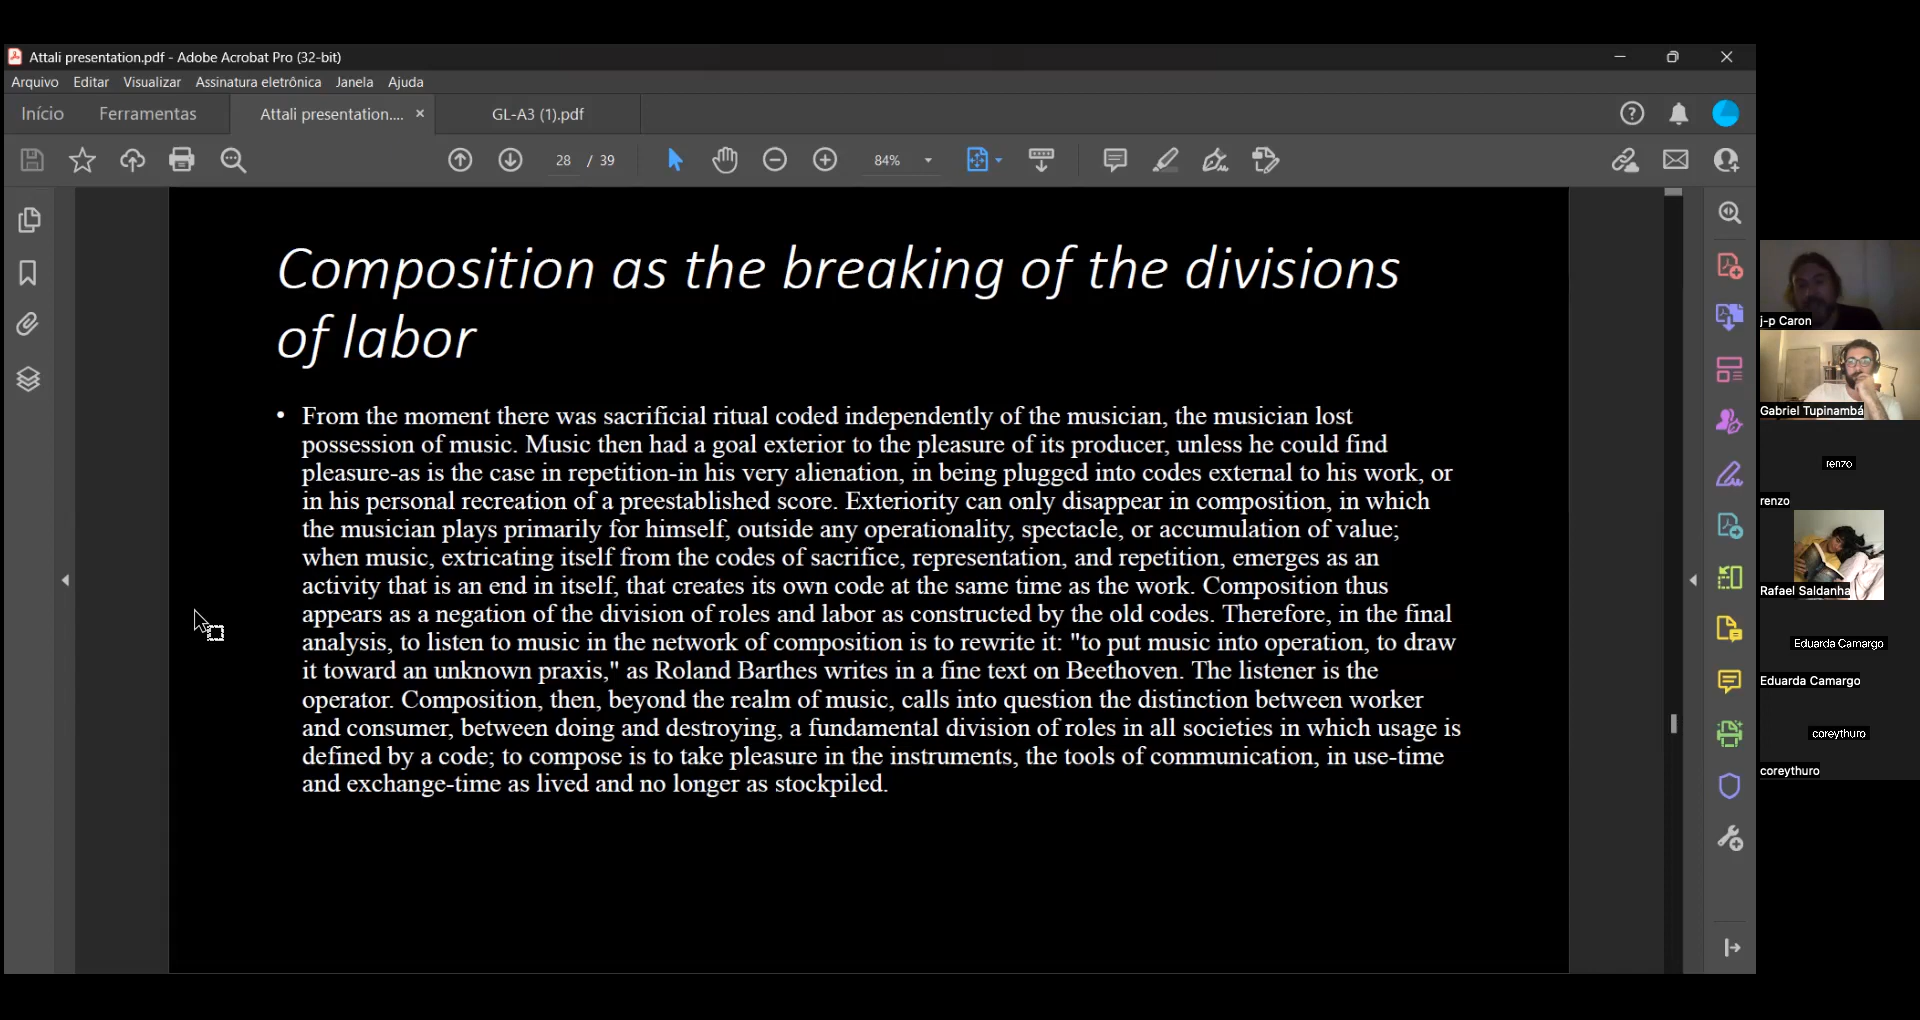 Attali presentation.pdf - Adobe Acrobat Pro (32-bit)
Arquivo Editar Visualizar Assinatura eletrônica Janela Ajuda
Início Ferramentas Attali presentation.... × GL-A3 (1).pdf
28 / 39 84%
Composition as the breaking of the divisions
of labor
• From the moment there was sacrificial ritual coded independently of the musician, the musician lost
possession of music. Music then had a goal exterior to the pleasure of its producer, unless he could find
pleasure-as is the case in repetition-in his very alienation, in being plugged into codes external to his work, or
in his personal recreation of a preestablished score. Exteriority can only disappear in composition, in which
the musician plays primarily for himself, outside any operationality, spectacle, or accumulation of value;
when music, extricating itself from the codes of sacrifice, representation, and repetition, emerges as an
activity that is an end in itself, that creates its own code at the same time as the work. Composition thus
appears as a negation of the division of roles and labor as constructed by the old codes. Therefore, in the final
analysis, to listen to music in the network of composition is to rewrite it: "to put music into operation, to draw
it toward an unknown praxis," as Roland Barthes writes in a fine text on Beethoven. The listener is the
operator. Composition, then, beyond the realm of music, calls into question the distinction between worker
and consumer, between doing and destroying, a fundamental division of roles in all societies in which usage is
defined by a code; to compose is to take pleasure in the instruments, the tools of communication, in use-time
and exchange-time as lived and no longer as stockpiled.
j-p Caron
Gabriel Tupinambá
renzo
renzo
Rafael Saldanha
Eduarda Camargo
Eduarda Camargo
coreythuro
coreythuro